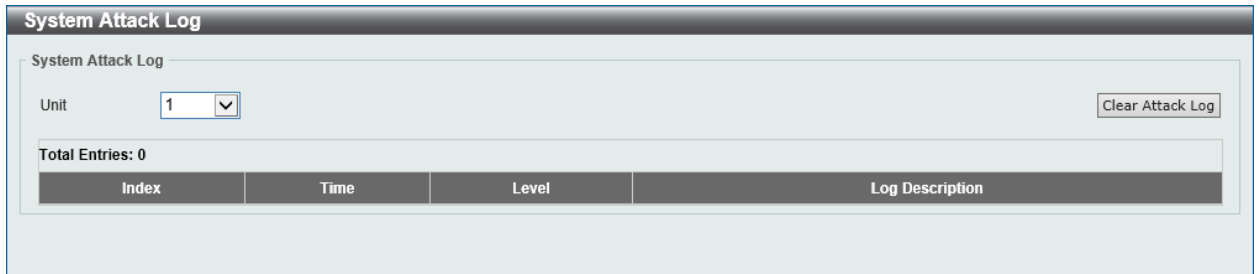 System Attack Log
System Attack Log
Unit 1 Clear Attack Log
Total Entries: 0
Index Time Level Log Description